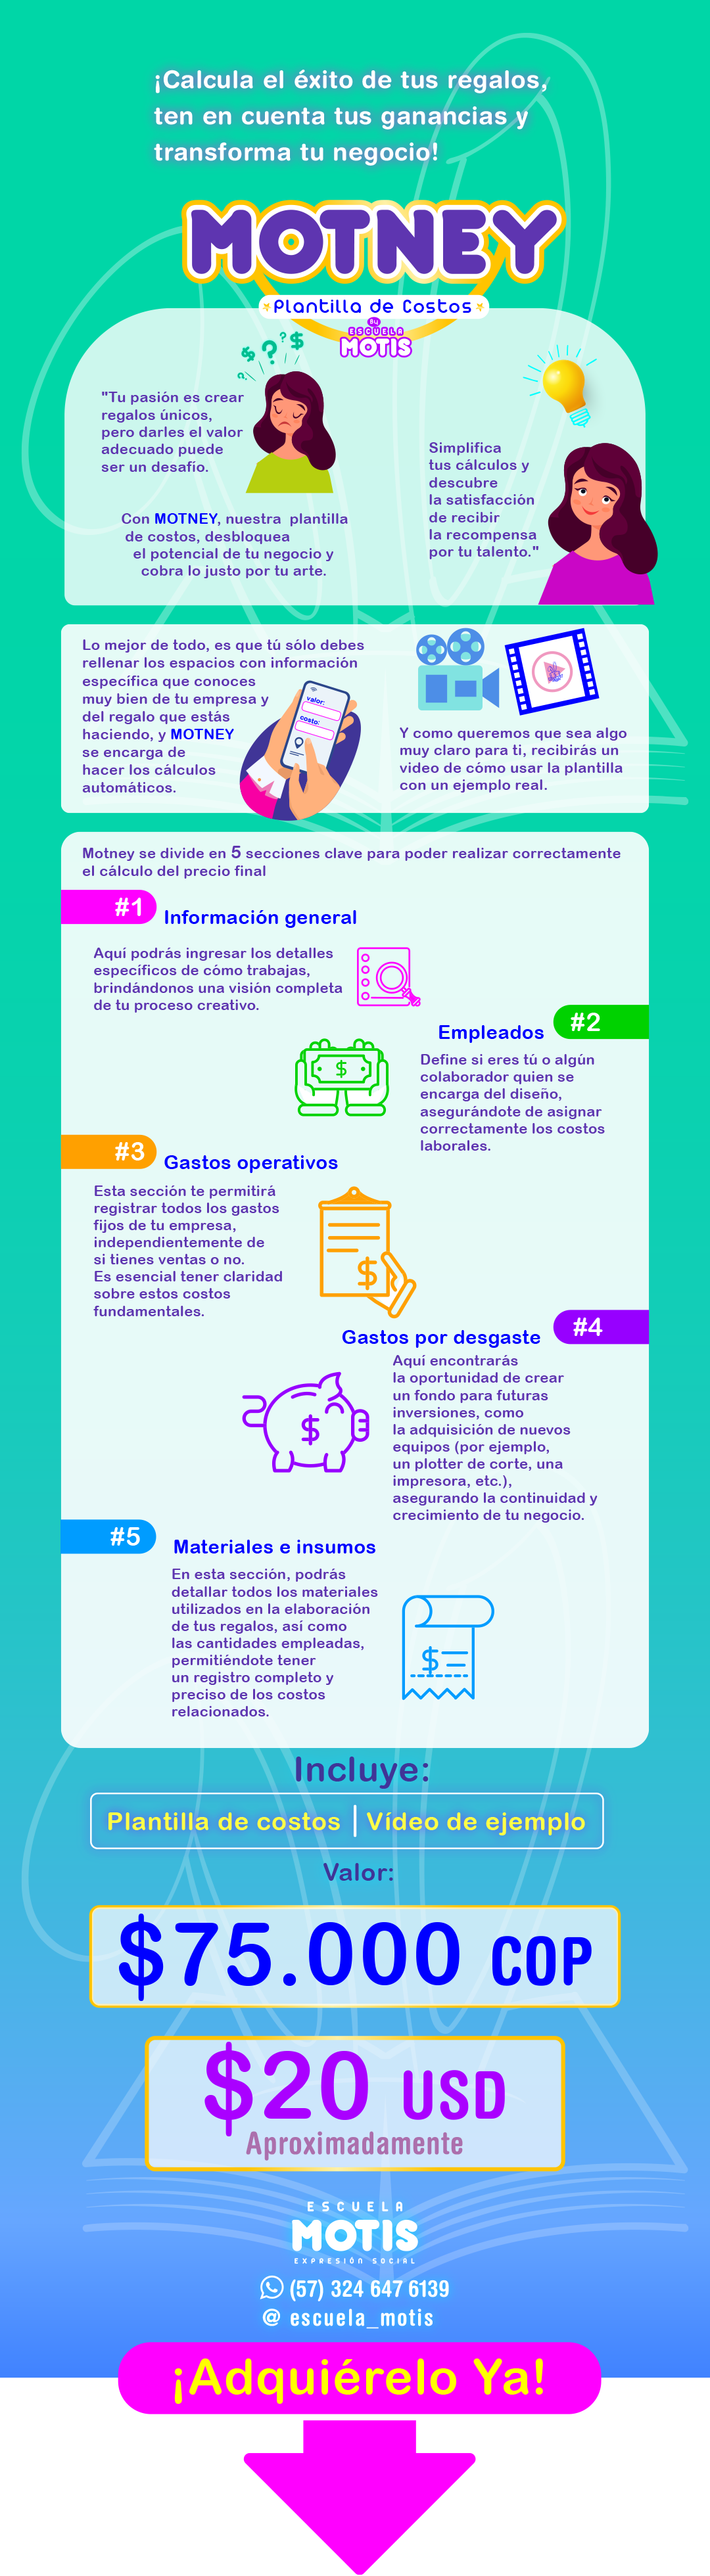 ¡Calcula el éxito de tus regalos,
ten en cuenta tus ganancias y
transforma tu negocio!
MOTNEY
Plantilla de Costos
By
ESCUELA
MOTIS
$ ? ? $
?
"Tu pasión es crear
regalos únicos,
pero darles el valor
adecuado puede
ser un desafío.
Con MOTNEY, nuestra plantilla
de costos, desbloquea
el potencial de tu negocio y
cobra lo justo por tu arte.
Simplifica
tus cálculos y
descubre
la satisfacción
de recibir
la recompensa
por tu talento."
Lo mejor de todo, es que tú sólo debes
rellenar los espacios con información
específica que conoces
muy bien de tu empresa y
del regalo que estás
haciendo, y MOTNEY
se encarga de
hacer los cálculos
automáticos.
valor:
costo:
Y como queremos que sea algo
muy claro para ti, recibirás un
video de cómo usar la plantilla
con un ejemplo real.
Motney se divide en 5 secciones clave para poder realizar correctamente
el cálculo del precio final
#1
Información general
Aquí podrás ingresar los detalles
específicos de cómo trabajas,
brindándonos una visión completa
de tu proceso creativo.
#2
Empleados
Define si eres tú o algún
colaborador quien se
encarga del diseño,
asegurándote de asignar
correctamente los costos
laborales.
$
#3
Gastos operativos
Esta sección te permitirá
registrar todos los gastos
fijos de tu empresa,
independientemente de
si tienes ventas o no.
Es esencial tener claridad
sobre estos costos
fundamentales.
$
#4
Gastos por desgaste
Aquí encontrarás
la oportunidad de crear
un fondo para futuras
inversiones, como
la adquisición de nuevos
equipos (por ejemplo,
un plotter de corte, una
impresora, etc.),
asegurando la continuidad y
crecimiento de tu negocio.
$
#5
Materiales e insumos
En esta sección, podrás
detallar todos los materiales
utilizados en la elaboración
de tus regalos, así como
las cantidades empleadas,
permitiéndote tener
un registro completo y
preciso de los costos
relacionados.
$
Incluye:
Plantilla de costos | Vídeo de ejemplo
Valor:
$75.000 COP
$20 USD
Aproximadamente
ESCUELA
MOTIS
EXPRESIÓN SOCIAL
(57) 324 647 6139
@ escuela_motis
¡Adquiérelo Ya!